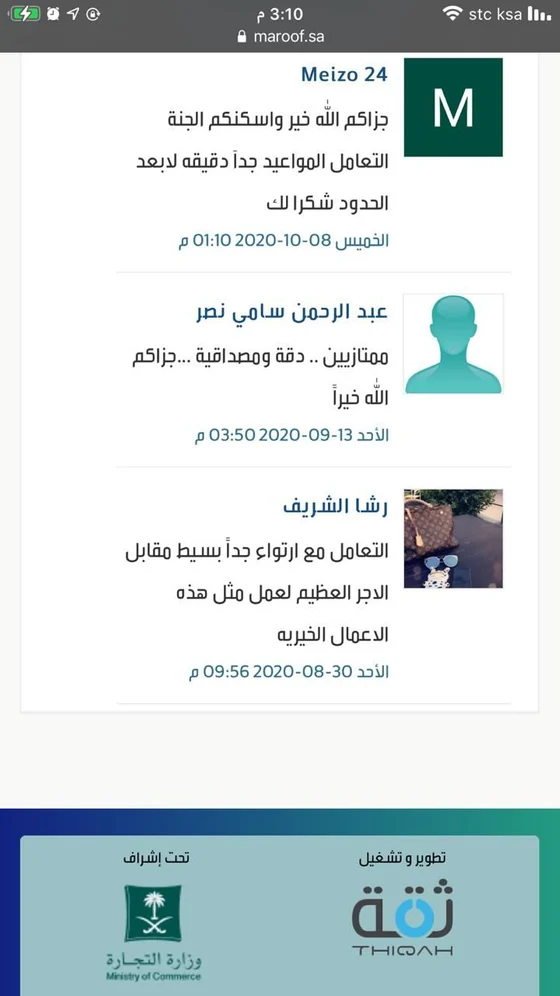 3:10 م
stc ksa
maroof.sa
Meizo 24
M
جزاكم الله خير واسكنكم الجنة
التعامل المواعيد جداً دقيقه لابعد
الحدود شكرا لك
الخميس 08-10-2020 01:10 م
عبد الرحمن سامي نصر
ممتازيين .. دقة ومصداقية ...جزاكم
الله خيراً
الأحد 13-09-2020 03:50 م
رشا الشريف
التعامل مع ارتواء جداً بسيط مقابل
الاجر العظيم لعمل مثل هذه
الاعمال الخيريه
الأحد 30-08-2020 09:56 م
تطوير و تشغيل
ثقة
THIQAH
تحت إشراف
وزارة التجـارة
Ministry of Commerce